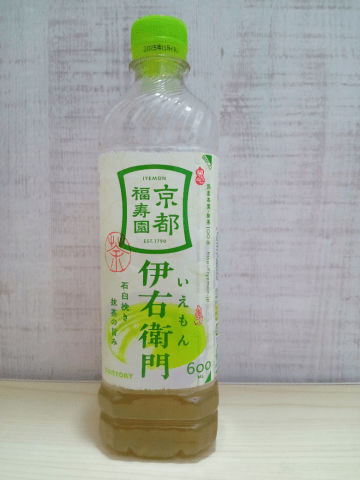 IYEMON
京都
福寿園
EST.1790
茶
伊右衛門
いえもん
石臼挽き
抹茶の旨み
SUNTORY
600